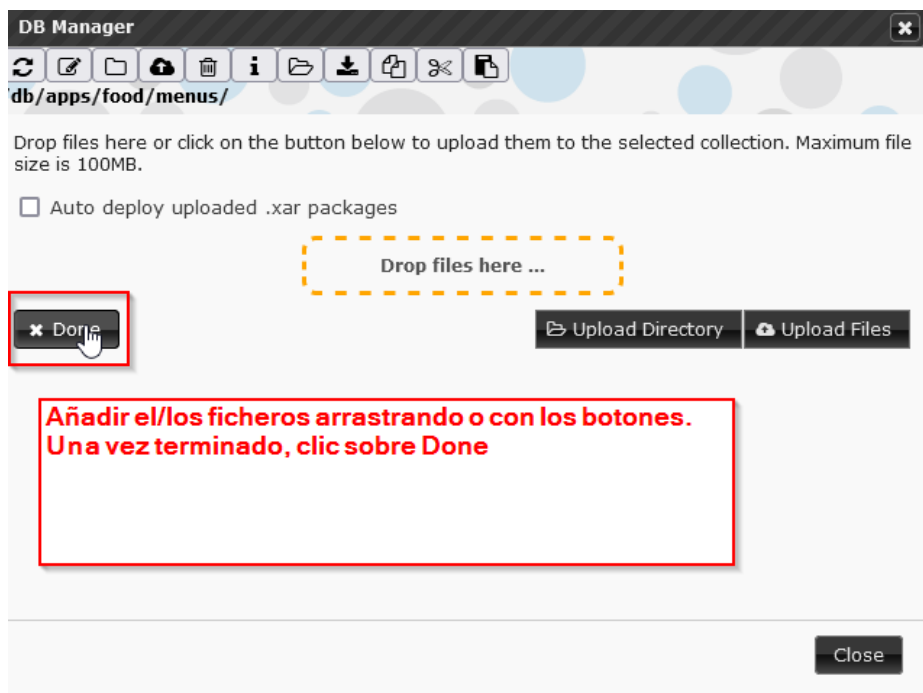 DB Manager
/db/apps/food/menus/
Drop files here or click on the button below to upload them to the selected collection. Maximum file
size is 100MB.
Auto deploy uploaded .xar packages
Drop files here ...
Done
Upload Directory
Upload Files
Añadir el/los ficheros arrastrando o con los botones.
Una vez terminado, clic sobre Done
Close